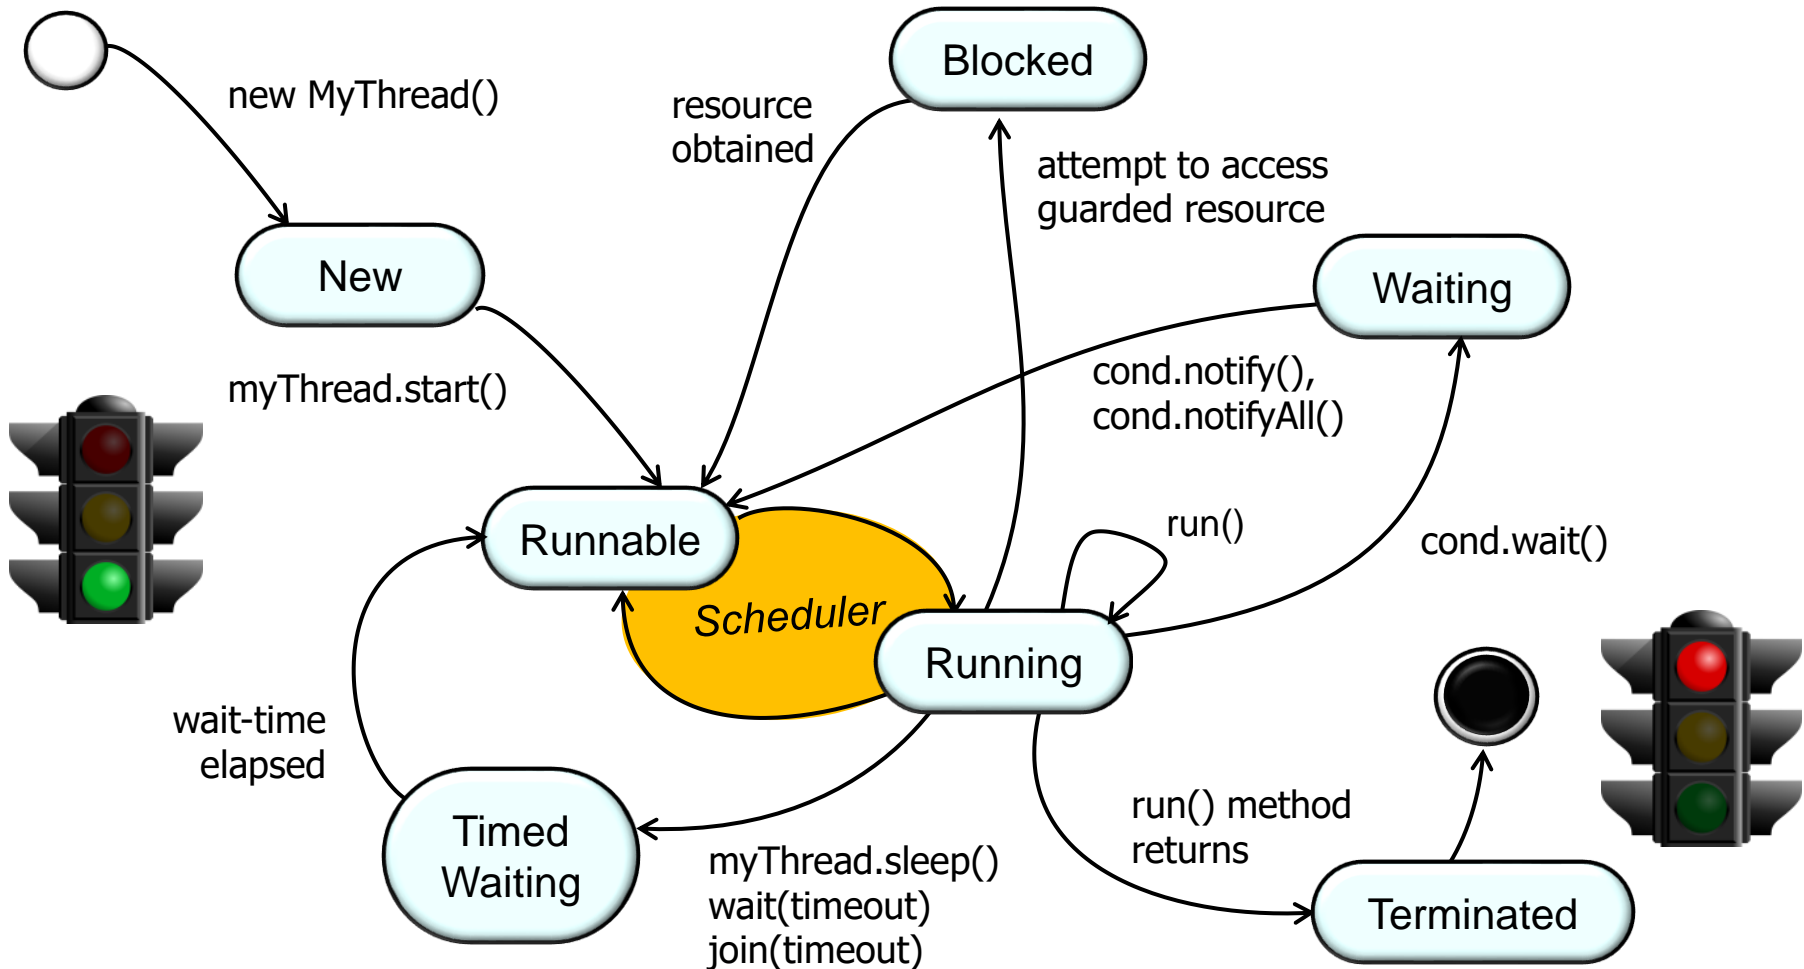 Blocked
new MyThread()
resource
obtained
attempt to access
guarded resource
New
Waiting
myThread.start()
cond.notify(),
cond.notifyAll()
Runnable
run()
cond.wait()
Scheduler
Running
wait-time
elapsed
Timed
Waiting
myThread.sleep()
wait(timeout)
join(timeout)
run() method
returns
Terminated